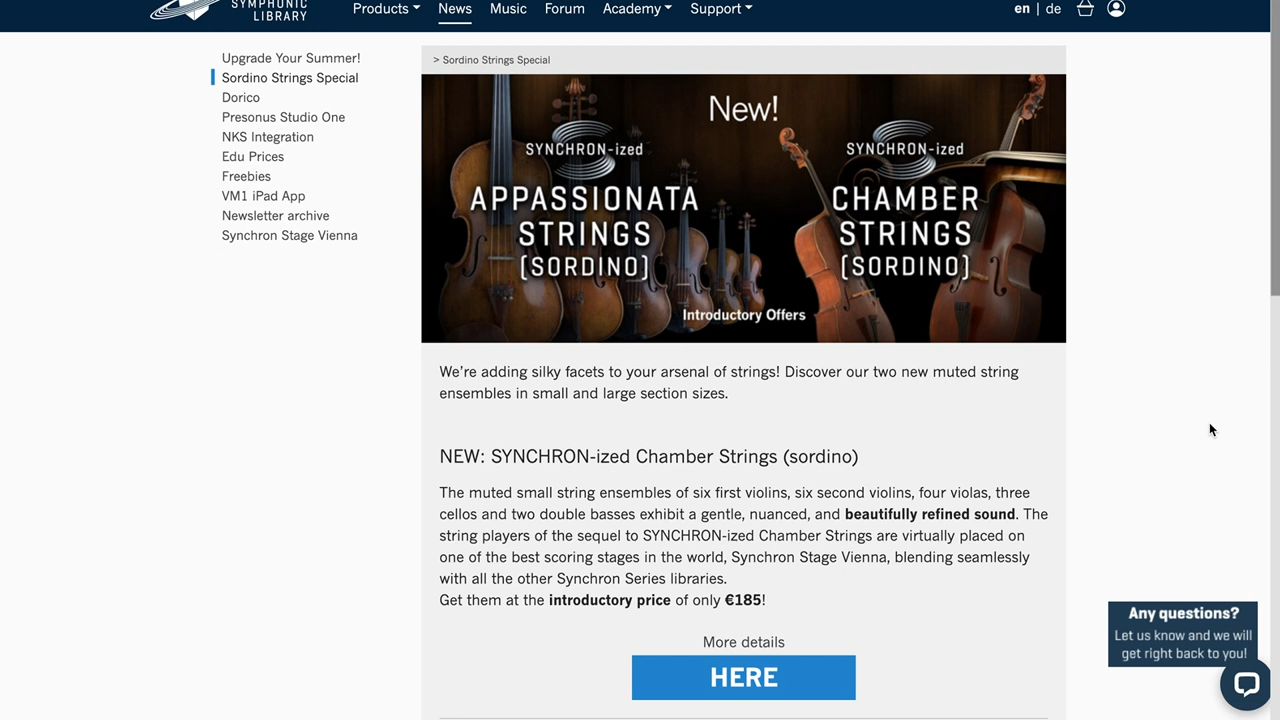 SYMPHONIC
LIBRARY
Products News Music Forum Academy Support en | de
Upgrade Your Summer!
Sordino Strings Special
Dorico
Presonus Studio One
NKS Integration
Edu Prices
Freebies
VM1 iPad App
Newsletter archive
Synchron Stage Vienna
> Sordino Strings Special
New!
SYNCHRON-ized
APPASSIONATA
STRINGS
[SORDINO]
SYNCHRON-ized
CHAMBER
STRINGS
[SORDINO]
Introductory Offers
We’re adding silky facets to your arsenal of strings! Discover our two new muted string
ensembles in small and large section sizes.
NEW: SYNCHRON-ized Chamber Strings (sordino)
The muted small string ensembles of six first violins, six second violins, four violas, three
cellos and two double basses exhibit a gentle, nuanced, and beautifully refined sound. The
string players of the sequel to SYNCHRON-ized Chamber Strings are virtually placed on
one of the best scoring stages in the world, Synchron Stage Vienna, blending seamlessly
with all the other Synchron Series libraries.
Get them at the introductory price of only €185!
More details
HERE
Any questions?
Let us know and we will
get right back to you!